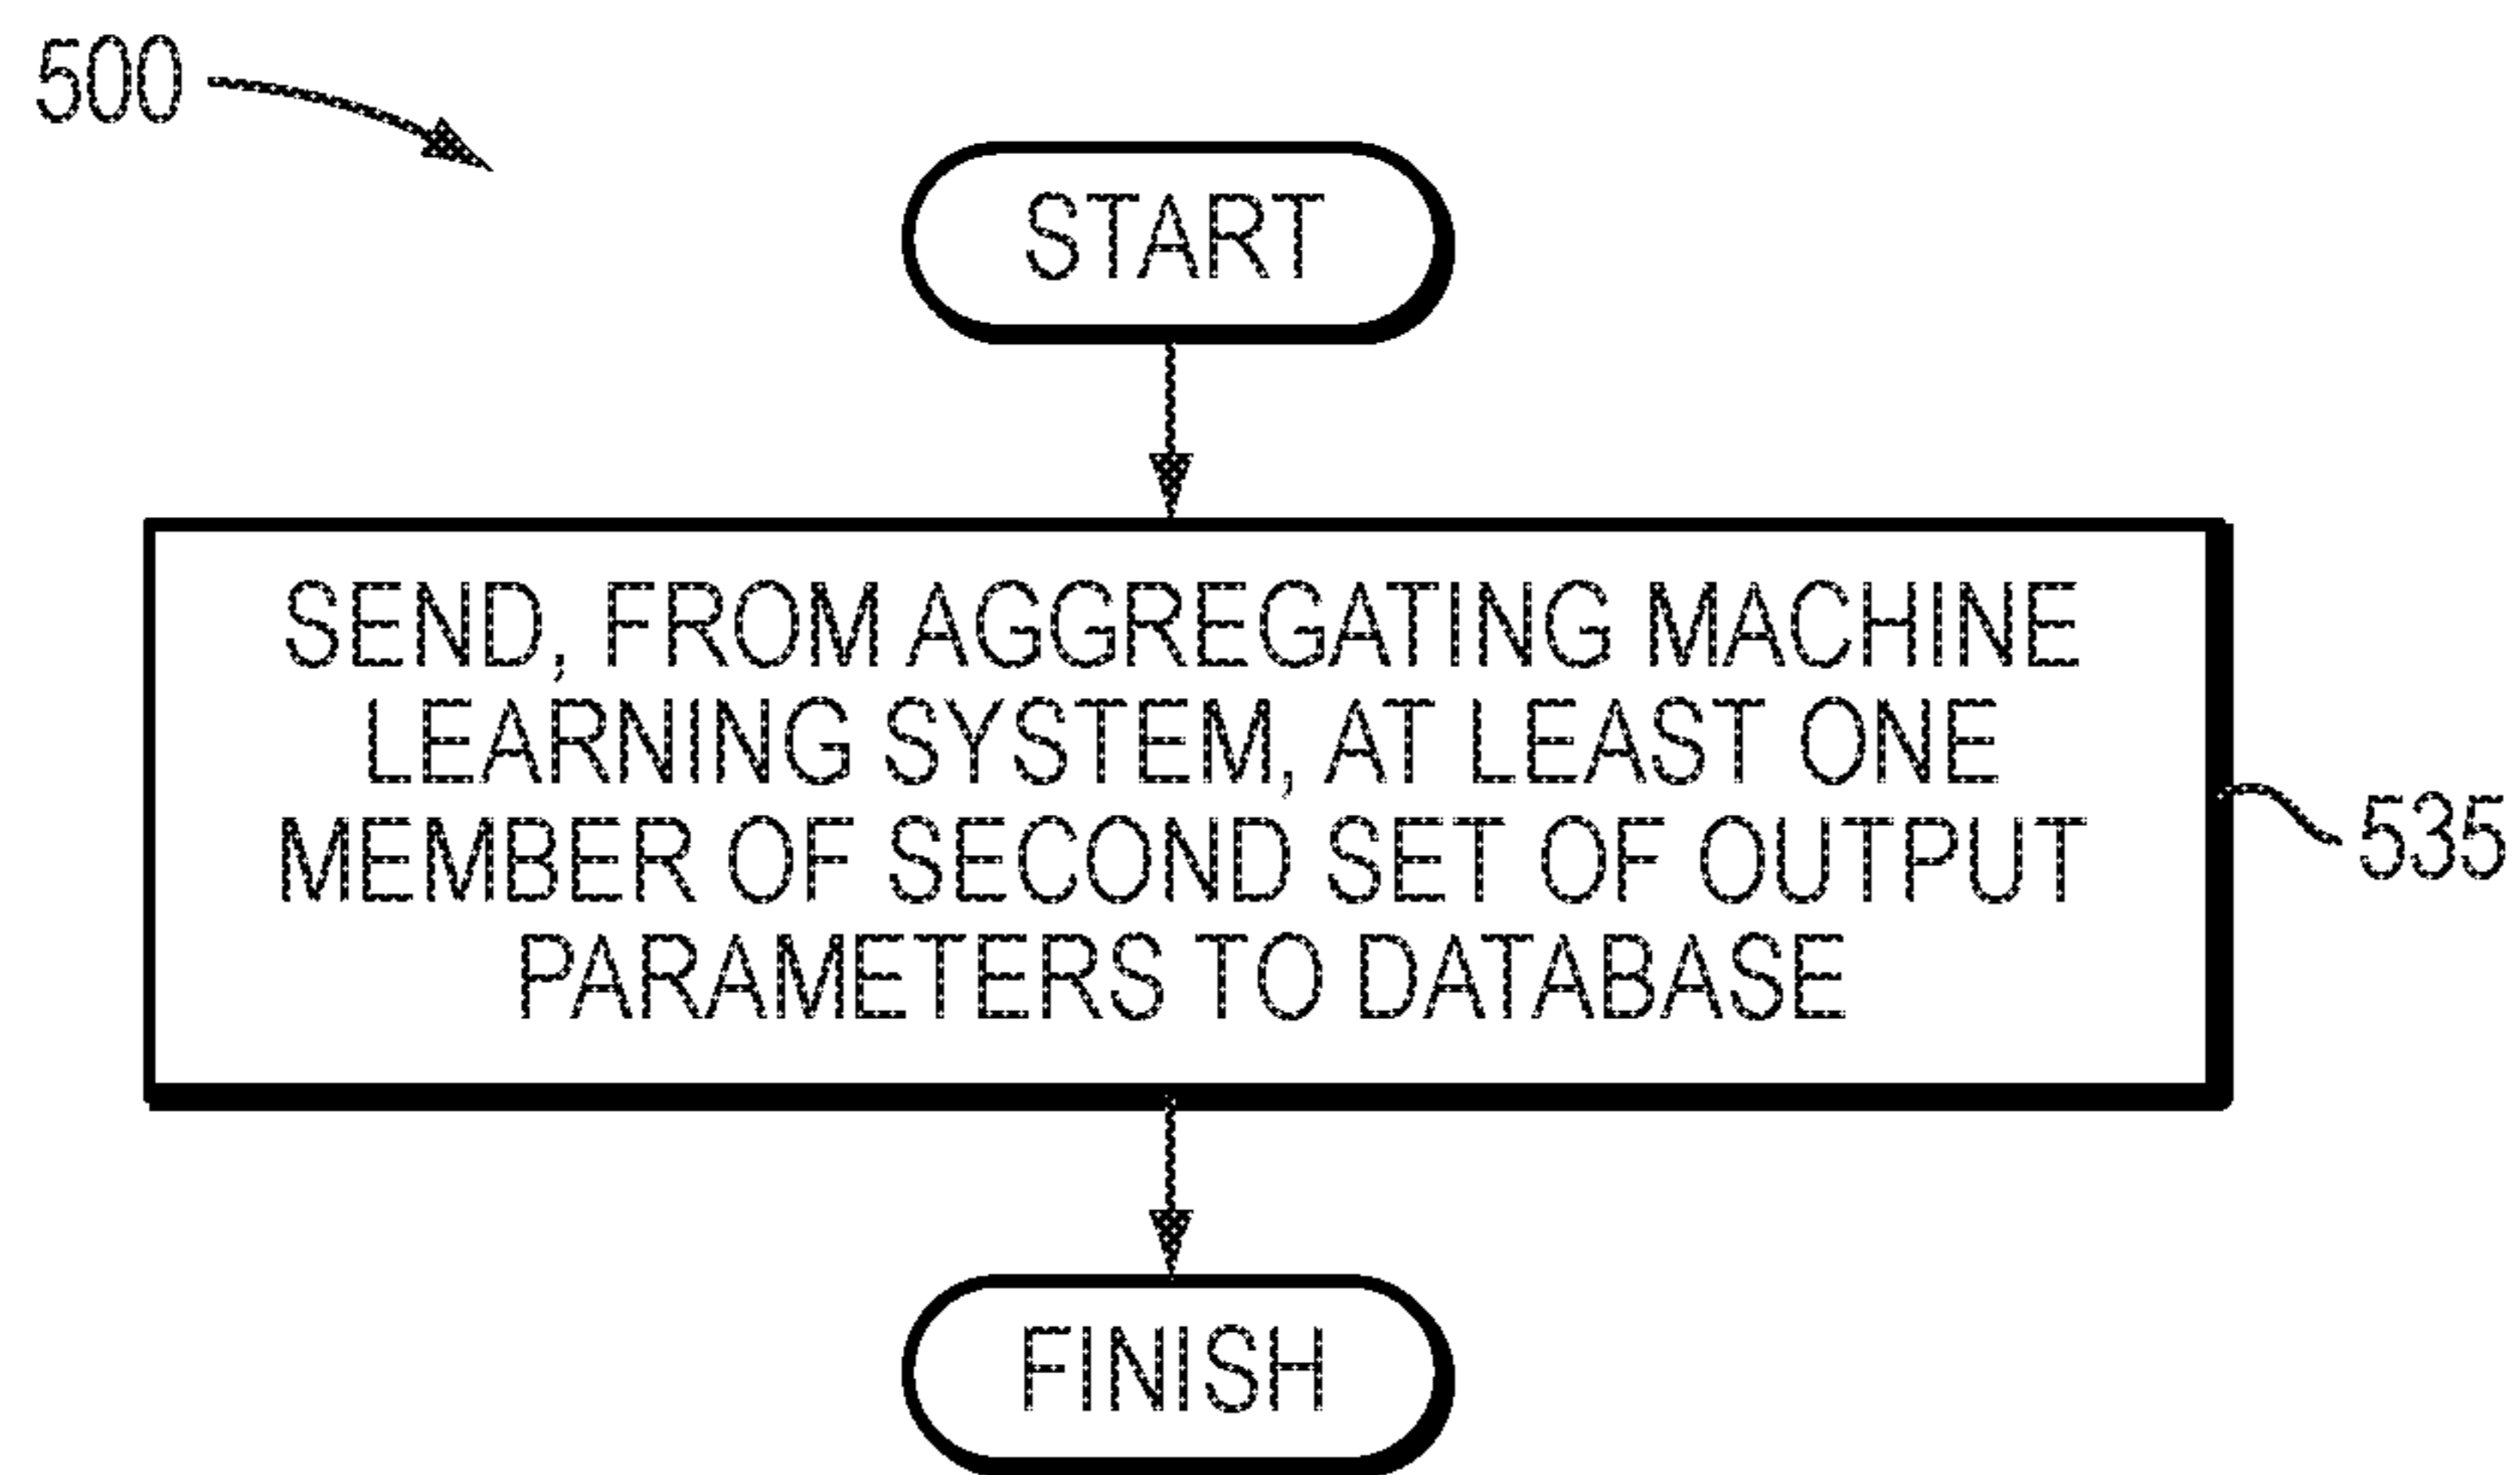 500
START
SEND, FROM AGGREGATING MACHINE
LEARNING SYSTEM, AT LEAST ONE
MEMBER OF SECOND SET OF OUTPUT
PARAMETERS TO DATABASE
535
FINISH